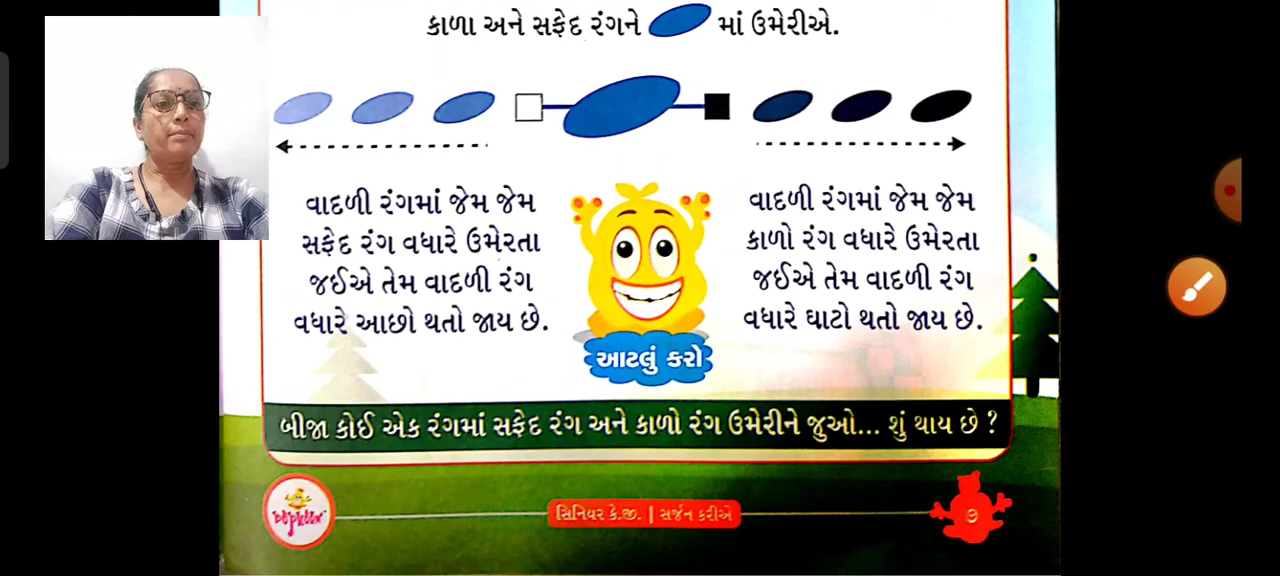 કાળા અને સફેદ રંગને માં ઉમેરીએ.
વાદળી રંગમાં જેમ જેમ
સફેદ રંગ વધારે ઉમેરતા
જઈએ તેમ વાદળી રંગ
વધારે આછો થતો જાય છે.
વાદળી રંગમાં જેમ જેમ
કાળો રંગ વધારે ઉમેરતા
જઈએ તેમ વાદળી રંગ
વધારે ઘાટો થતો જાય છે.
આટલું કરો
બીજા કોઈ એક રંગમાં સફેદ રંગ અને કાળો રંગ ઉમેરીને જુઓ... શું થાય છે ?
સિનિયર કે.જી. | સર્જન કરીએ
૭